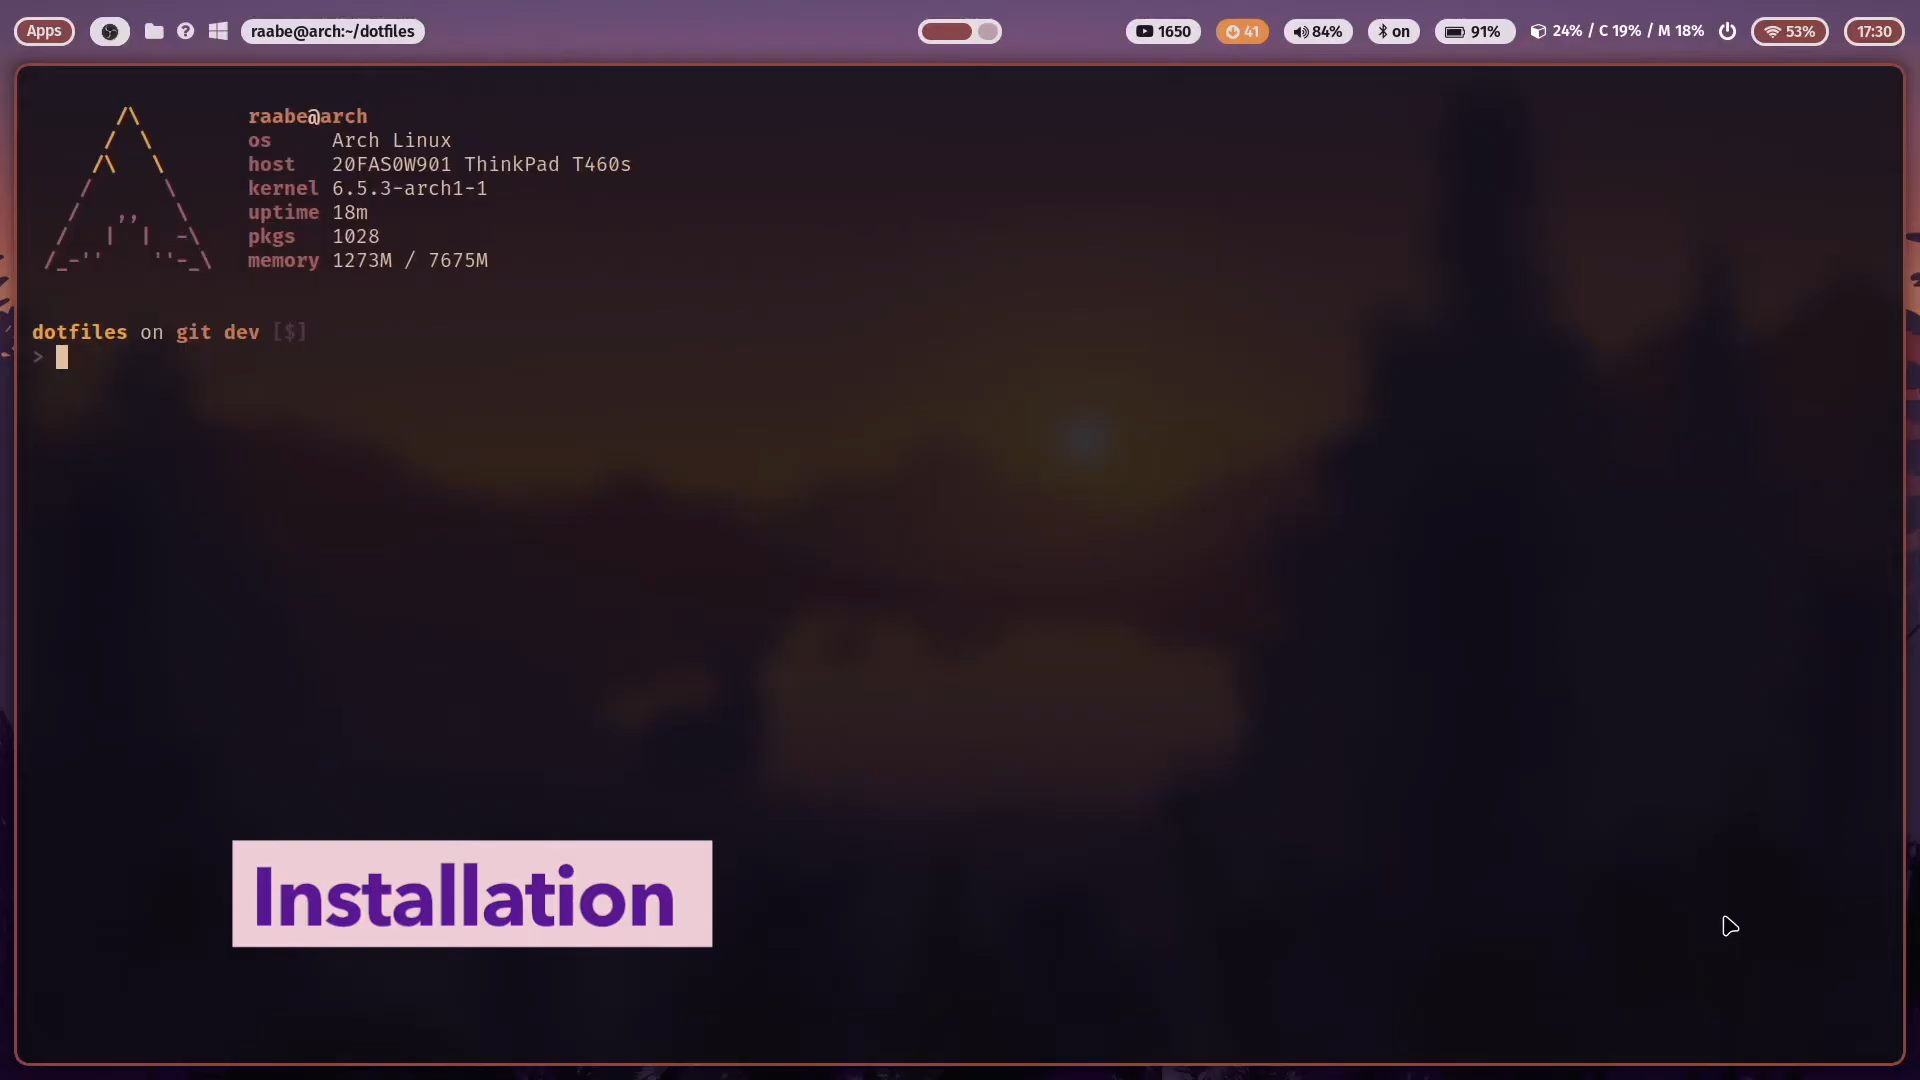 Apps
raabe@arch:~/dotfiles
1650
41
84%
on
91%
24% / C 19% / M 18%
53%
17:30
/\
/  \
/\   \
/      \
/   ,,   \
/   |  |  -\
/_-''    ''-_\
raabe@arch
os Arch Linux
host 20FAS0W901 ThinkPad T460s
kernel 6.5.3-arch1-1
uptime 18m
pkgs 1028
memory 1273M / 7675M
dotfiles on git dev [$]
>
Installation